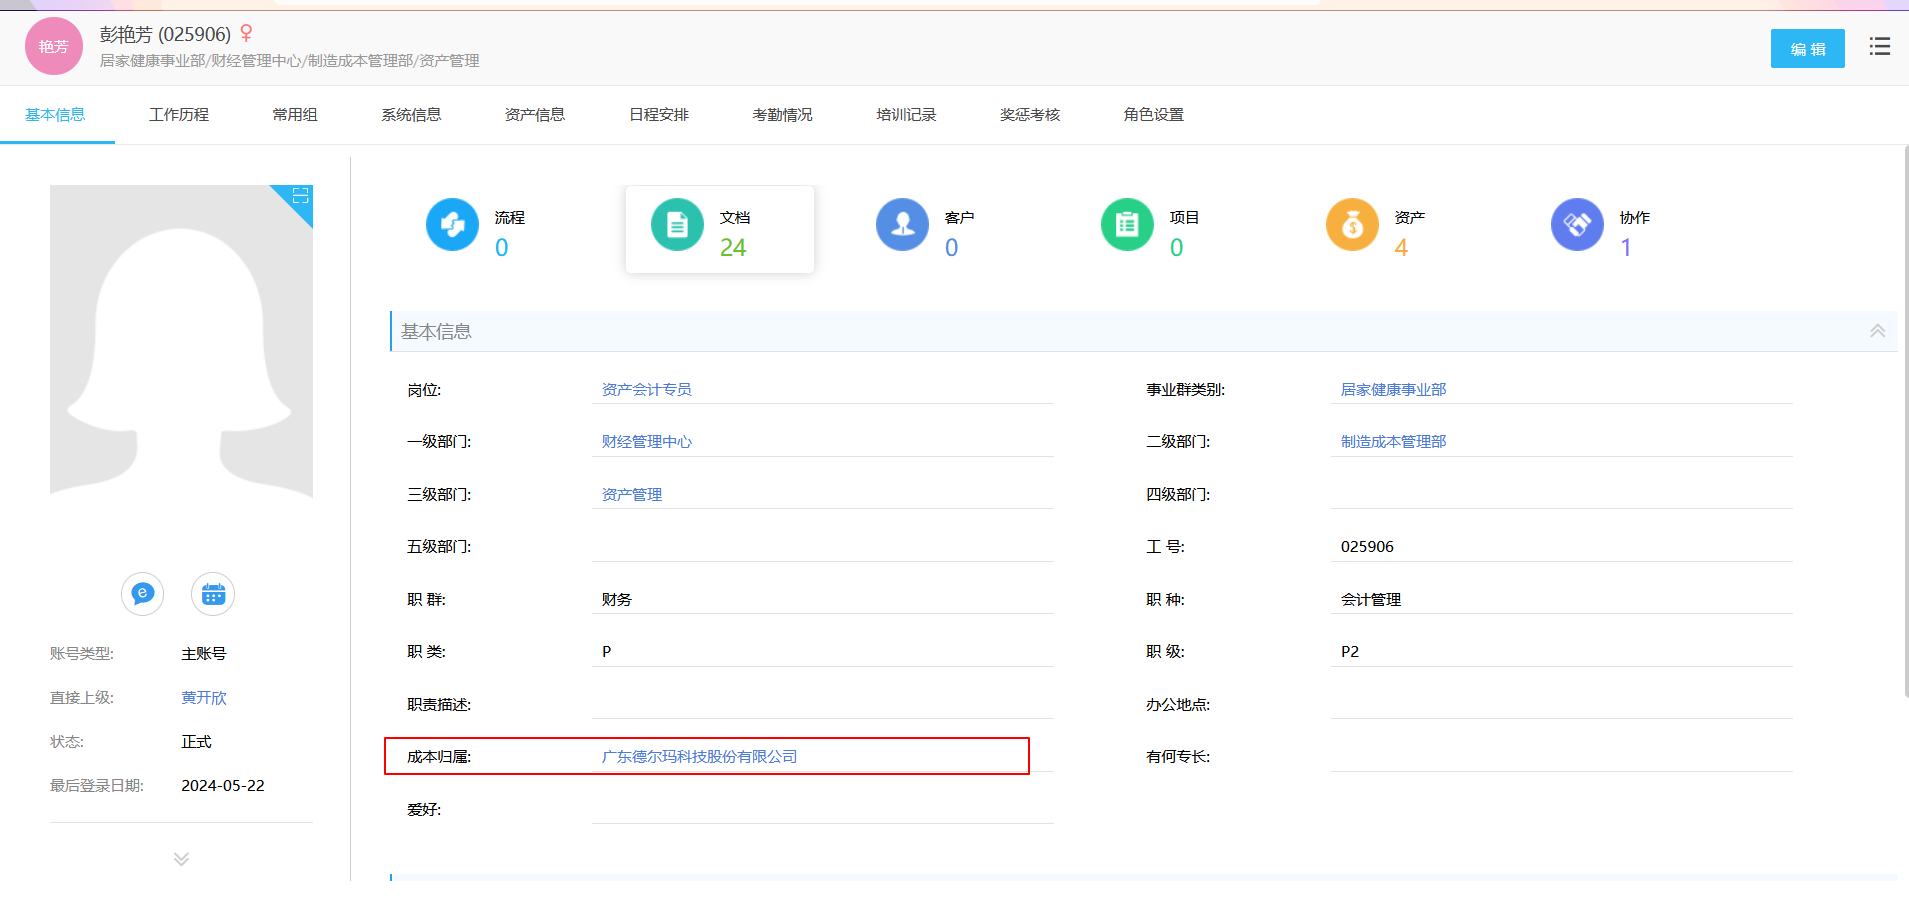 艳芳
彭艳芳 (025906)
居家健康事业部/财经管理中心/制造成本管理部/资产管理
编 辑
基本信息 工作历程 常用组 系统信息 资产信息 日程安排 考勤情况 培训记录 奖惩考核 角色设置
流程 0
文档 24
客户 0
项目 0
资产 4
协作 1
账号类型: 主账号
直接上级: 黄开欣
状态: 正式
最后登录日期: 2024-05-22
基本信息
岗位: 资产会计专员 事业群类别: 居家健康事业部
一级部门: 财经管理中心 二级部门: 制造成本管理部
三级部门: 资产管理 四级部门:
五级部门: 工 号: 025906
职 群: 财务 职 种: 会计管理
职 类: P 职 级: P2
职责描述: 办公地点:
成本归属: 广东德尔玛科技股份有限公司 有何专长:
爱好: